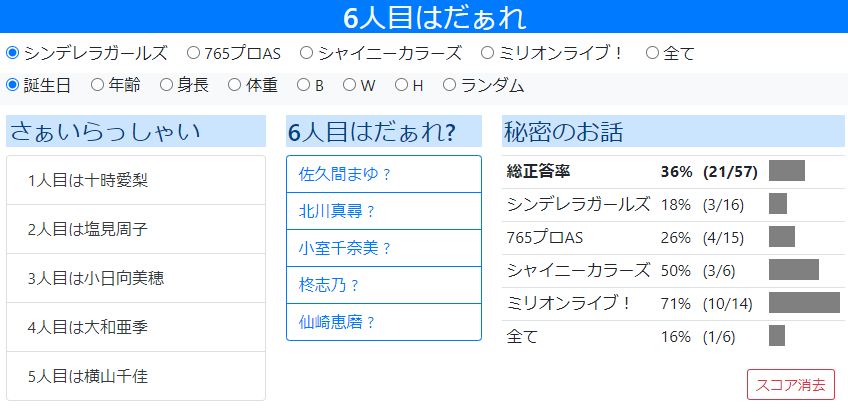 6人目はだぁれ
シンデレラガールズ 765プロAS シャイニーカラーズ ミリオンライブ！ 全て
誕生日 年齢 身長 体重 B W H ランダム
さぁいらっしゃい
1人目は十時愛梨
2人目は塩見周子
3人目は小日向美穂
4人目は大和亜季
5人目は横山千佳
6人目はだぁれ?
佐久間まゆ？
北川真尋？
小室千奈美？
柊志乃？
仙崎恵磨？
秘密のお話
総正答率 36% (21/57)
シンデレラガールズ 18% (3/16)
765プロAS 26% (4/15)
シャイニーカラーズ 50% (3/6)
ミリオンライブ！ 71% (10/14)
全て 16% (1/6)
スコア消去